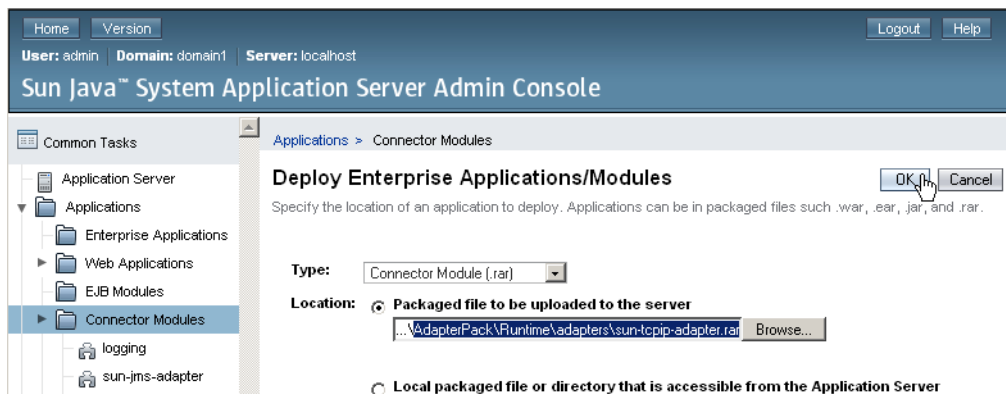 Home Version Logout Help
User: admin Domain: domain1 Server: localhost
Sun Java™ System Application Server Admin Console
Common Tasks
Application Server
Applications
Enterprise Applications
Web Applications
EJB Modules
Connector Modules
logging
sun-jms-adapter
Applications > Connector Modules
Deploy Enterprise Applications/Modules OK Cancel
Specify the location of an application to deploy. Applications can be in packaged files such .war, .ear, .jar, and .rar.
Type: Connector Module (.rar)
Location: Packaged file to be uploaded to the server
...\AdapterPack\Runtime\adapters\sun-tcpip-adapter.rar Browse...
Local packaged file or directory that is accessible from the Application Server